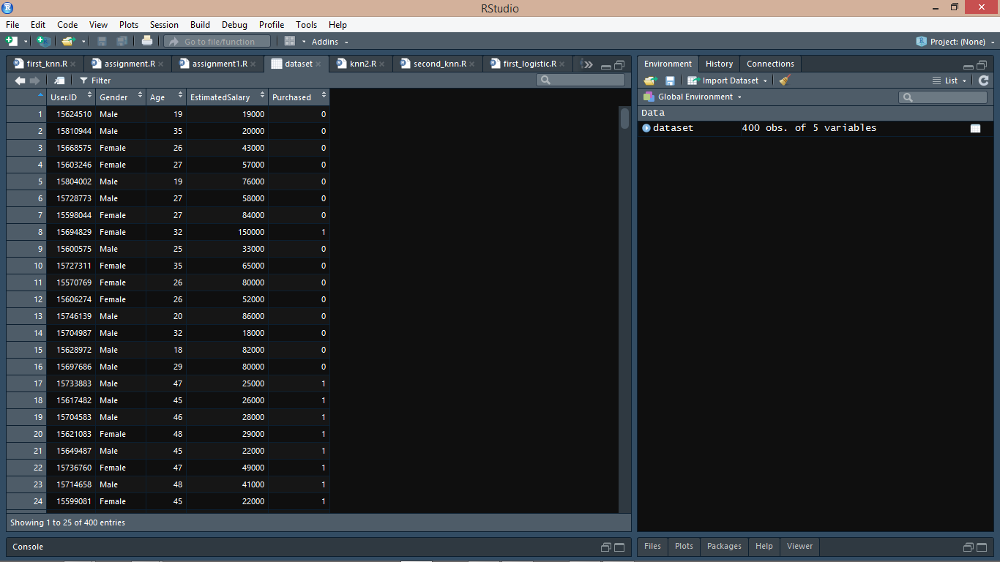 RStudio
File Edit Code View Plots Session Build Debug Profile Tools Help
Go to file/function Addins Project: (None)
first_knn.R assignment.R assignment1.R dataset knn2.R second_knn.R first_logistic.R
Filter
User.ID Gender Age EstimatedSalary Purchased
1 15624510 Male 19 19000 0
2 15810944 Male 35 20000 0
3 15668575 Female 26 43000 0
4 15603246 Female 27 57000 0
5 15804002 Male 19 76000 0
6 15728773 Male 27 58000 0
7 15598044 Female 27 84000 0
8 15694829 Female 32 150000 1
9 15600575 Male 25 33000 0
10 15727311 Female 35 65000 0
11 15570769 Female 26 80000 0
12 15606274 Female 26 52000 0
13 15746139 Male 20 86000 0
14 15704987 Male 32 18000 0
15 15628972 Male 18 82000 0
16 15697686 Male 29 80000 0
17 15733883 Male 47 25000 1
18 15617482 Male 45 26000 1
19 15704583 Male 46 28000 1
20 15621083 Female 48 29000 1
21 15649487 Male 45 22000 1
22 15736760 Female 47 49000 1
23 15714658 Male 48 41000 1
24 15599081 Female 45 22000 1
Showing 1 to 25 of 400 entries
Console
Environment History Connections
Import Dataset List
Global Environment
Data
dataset 400 obs. of 5 variables
Files Plots Packages Help Viewer